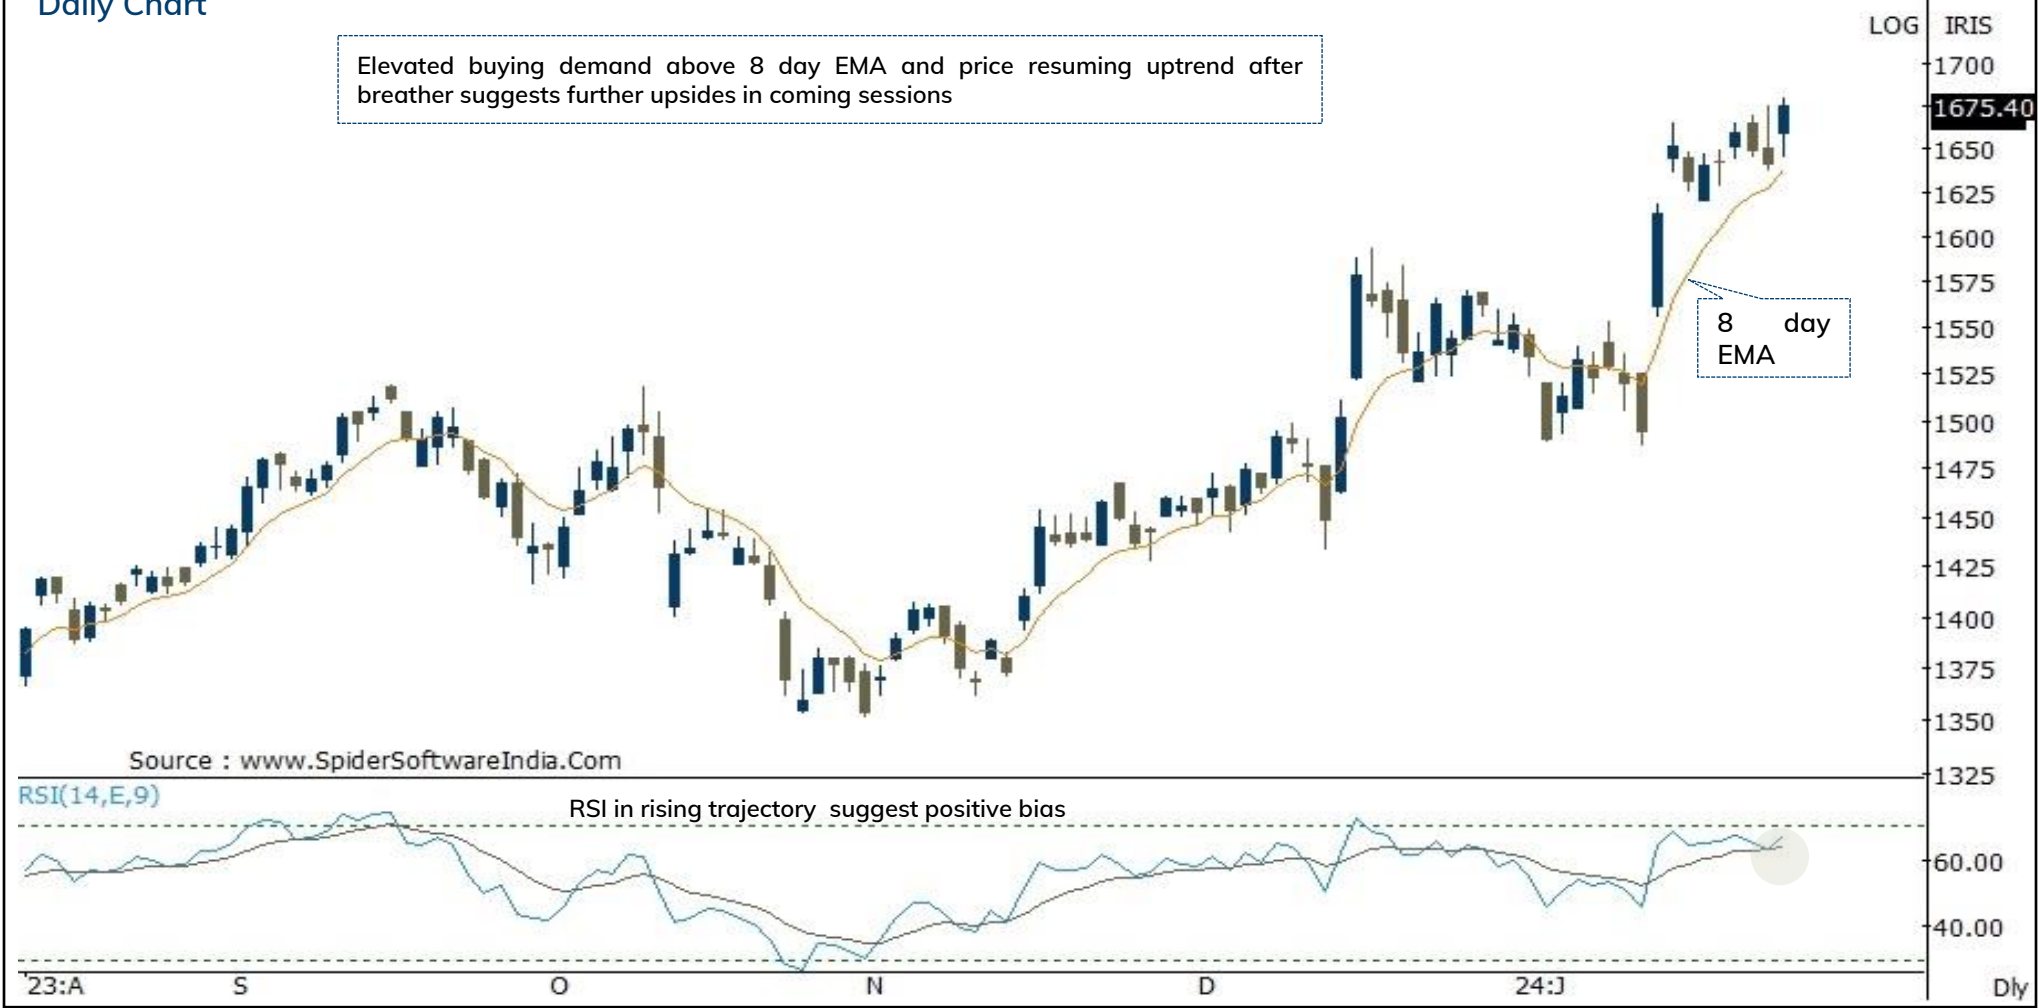 Daily Chart
LOG
IRIS
Elevated buying demand above 8 day EMA and price resuming uptrend after
breather suggests further upsides in coming sessions
1700
1675.40
1650
1625
1600
1575
1550
1525
1500
1475
1450
1425
1400
1375
1350
1325
8 day
EMA
Source : www.SpiderSoftwareIndia.Com
RSI(14,E,9)
RSI in rising trajectory suggest positive bias
60.00
40.00
'23:A S O N D 24:J Dly